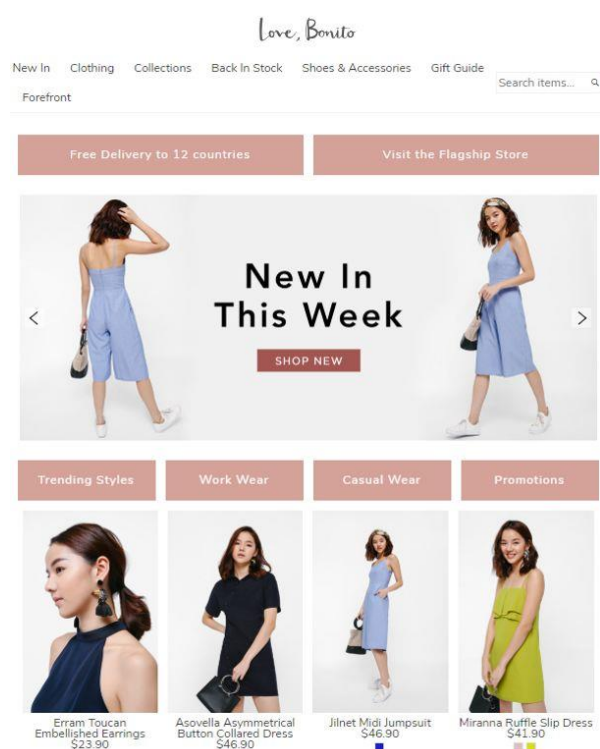 Love, Bonito
New In Clothing Collections Back In Stock Shoes & Accessories Gift Guide
Search items...
Forefront
Free Delivery to 12 countries
Visit the Flagship Store
New In
This Week
SHOP NEW
Trending Styles
Work Wear
Casual Wear
Promotions
Erram Toucan
Embellished Earrings
$23.90
Asovella Asymmetrical
Button Collared Dress
$46.90
Jilnet Midi Jumpsuit
$46.90
Miranna Ruffle Slip Dress
$41.90